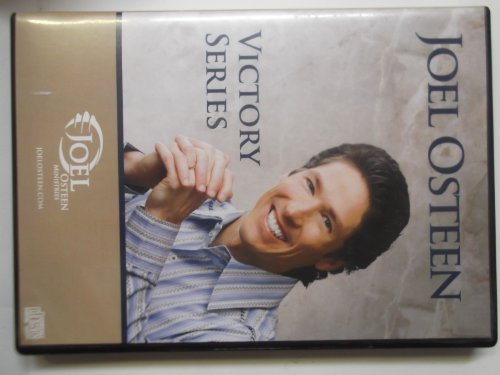 JOEL OSTEEN
VICTORY
SERIES
JOEL
OSTEEN
MINISTRIES
JOELOSTEEN.COM